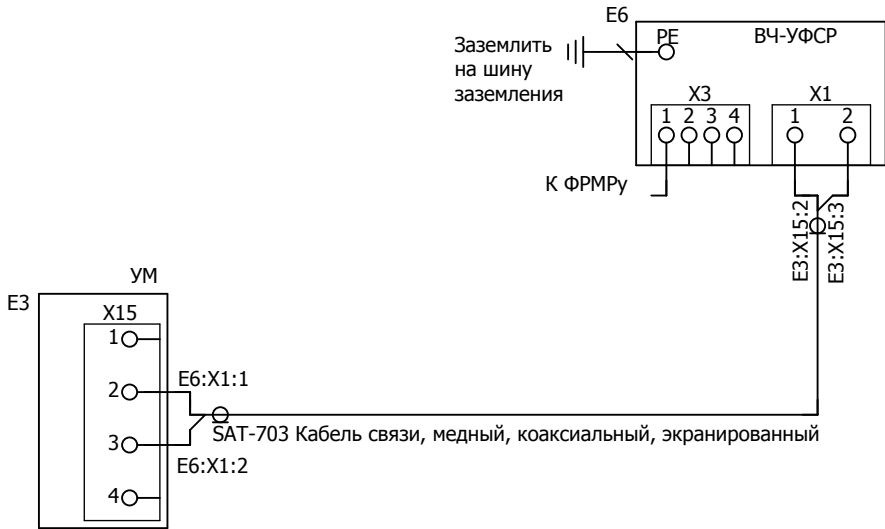 E6
Заземлить
на шину
заземления
PE
ВЧ-УФСР
X3
X1
1 2 3 4
1 2
К ФРМРу
E3:X15:2
E3:X15:3
УМ
E3
X15
1
2
E6:X1:1
SAT-703 Кабель связи, медный, коаксиальный, экранированный
3
E6:X1:2
4